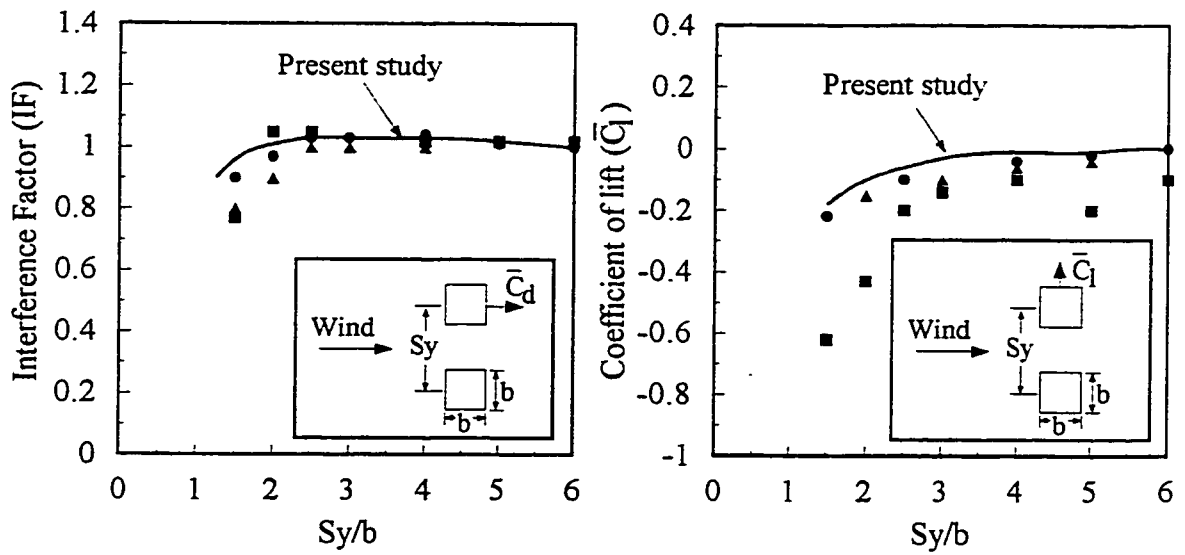 Interference Factor (IF)
1.4
1.2
1
0.8
0.6
0.4
0.2
0
0
1
2
3
4
5
6
Sy/b
Present study
Wind
Sy
C̅d
b
b
Coefficient of lift (C̅l)
0.4
0.2
0
-0.2
-0.4
-0.6
-0.8
-1
0
1
2
3
4
5
6
Sy/b
Present study
Wind
Sy
C̅l
b
b